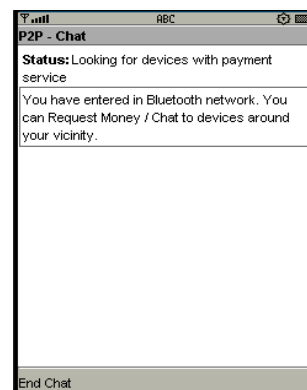 ABC
P2P - Chat
Status: Looking for devices with payment
service
You have entered in Bluetooth network. You
can Request Money / Chat to devices around
your vicinity.
End Chat